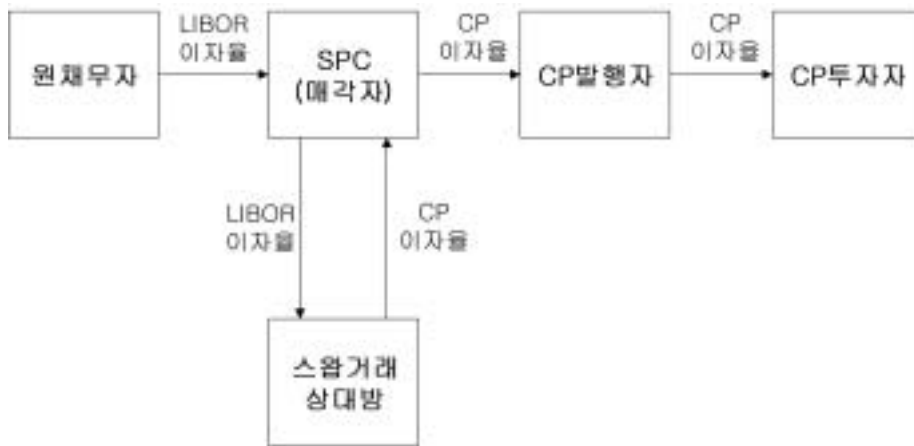 LIBOR
이자율
CP
이자율
CP
이자율
원채무자
SPC
(매각자)
CP발행자
CP투자자
LIBOR
이자율
CP
이자율
스왑거래
상대방